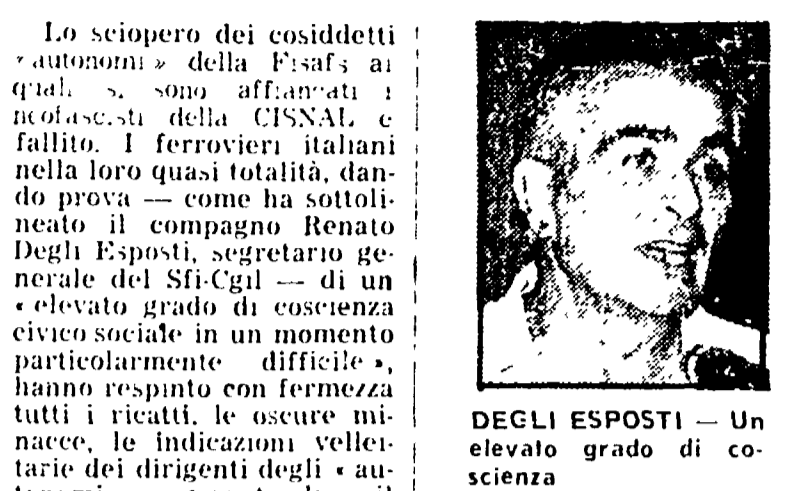 Lo sciopero dei cosiddetti
«autonomi» della Fisafs ai
quali si sono affiancati i
neofascisti della CISNAL è
fallito. I ferrovieri italiani
nella loro quasi totalità, dan-
do prova — come ha sottoli-
neato il compagno Renato
Degli Esposti, segretario ge-
nerale del Sfi-Cgil — di un
« elevato grado di coscienza
civico sociale in un momento
particolarmente difficile »,
hanno respinto con fermezza
tutti i ricatti, le oscure mi-
nacce, le indicazioni vellei-
tarie dei dirigenti degli « au-
DEGLI ESPOSTI — Un
elevato grado di co-
scienza